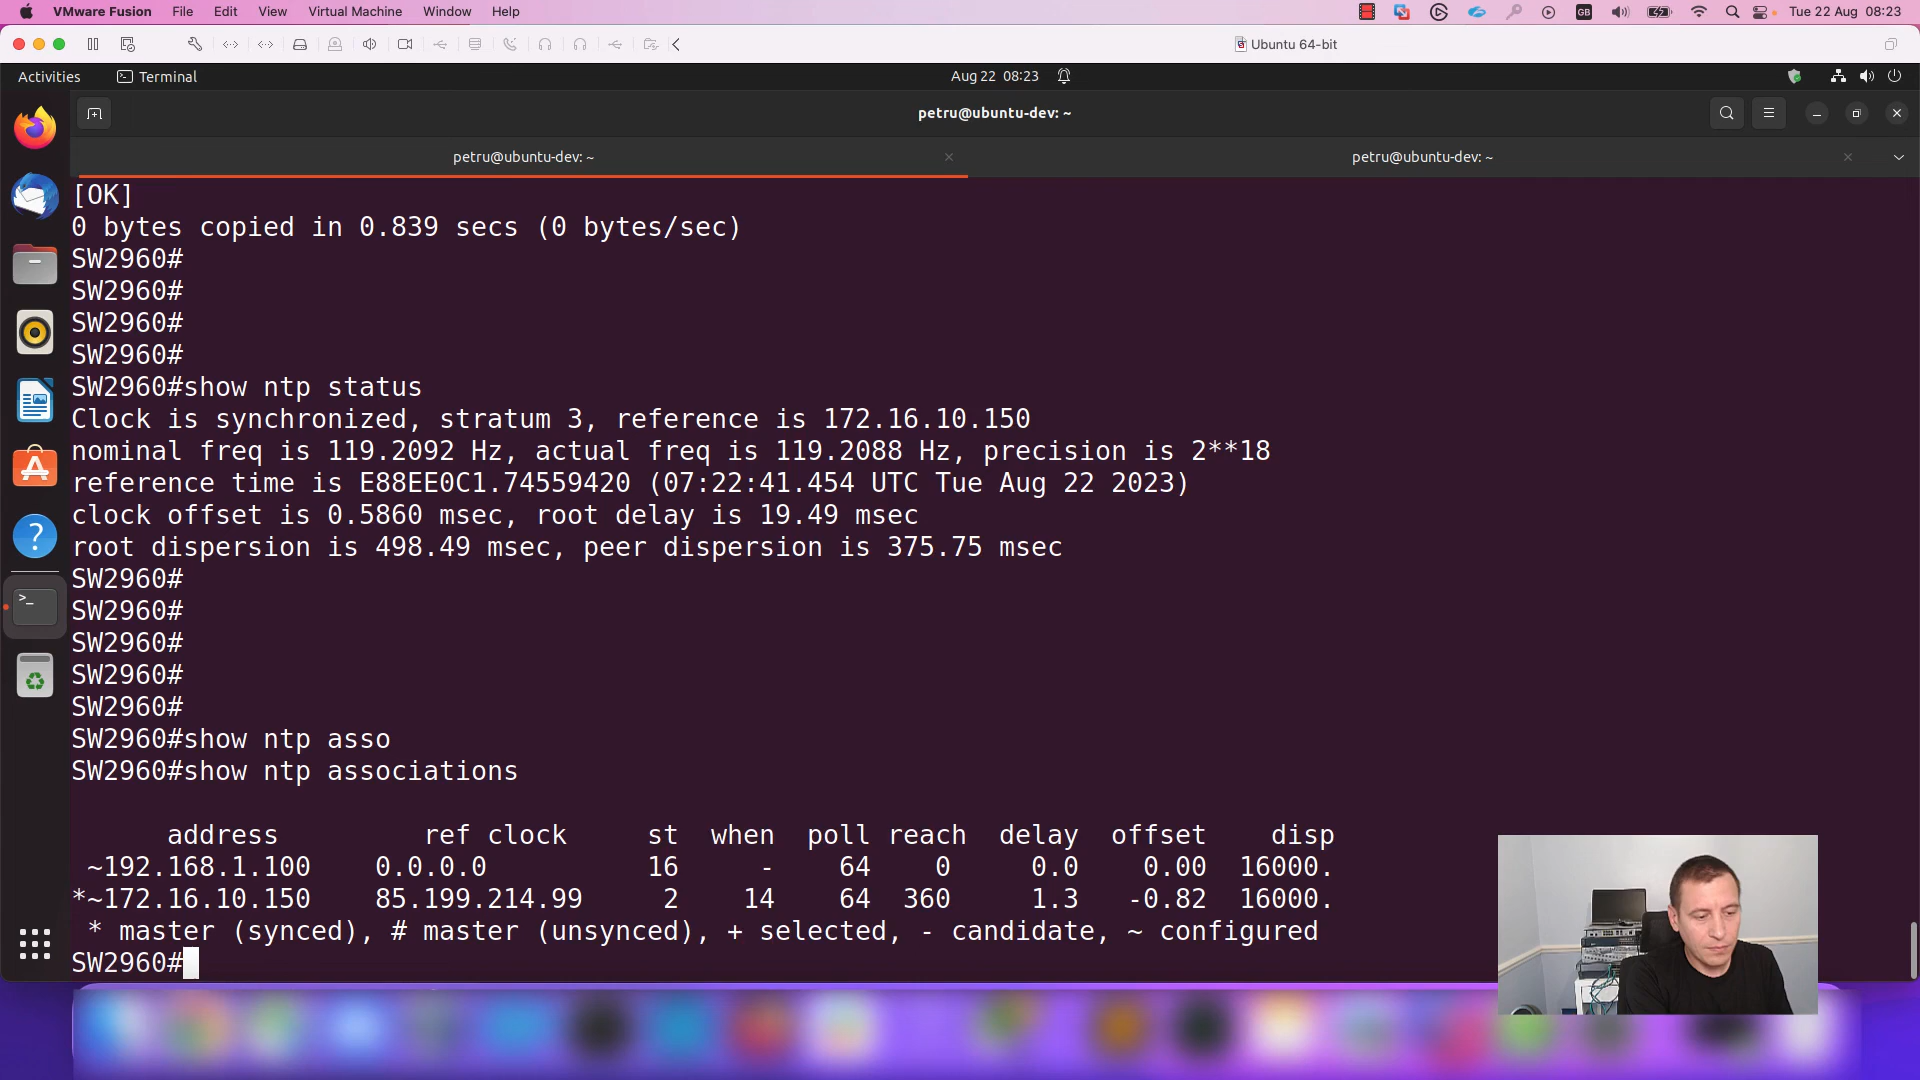 VMware Fusion File Edit View Virtual Machine Window Help GB Tue 22 Aug 08:23
Ubuntu 64-bit
Activities Terminal Aug 22 08:23
petru@ubuntu-dev: ~
petru@ubuntu-dev: ~ petru@ubuntu-dev: ~
[OK]
0 bytes copied in 0.839 secs (0 bytes/sec)
SW2960#
SW2960#
SW2960#
SW2960#
SW2960#show ntp status
Clock is synchronized, stratum 3, reference is 172.16.10.150
nominal freq is 119.2092 Hz, actual freq is 119.2088 Hz, precision is 2**18
reference time is E88EE0C1.74559420 (07:22:41.454 UTC Tue Aug 22 2023)
clock offset is 0.5860 msec, root delay is 19.49 msec
root dispersion is 498.49 msec, peer dispersion is 375.75 msec
SW2960#
SW2960#
SW2960#
SW2960#
SW2960#
SW2960#show ntp asso
SW2960#show ntp associations
address ref clock st when poll reach delay offset disp
~192.168.1.100 0.0.0.0 16 - 64 0 0.0 0.00 16000.
*~172.16.10.150 85.199.214.99 2 14 64 360 1.3 -0.82 16000.
* master (synced), # master (unsynced), + selected, - candidate, ~ configured
SW2960#